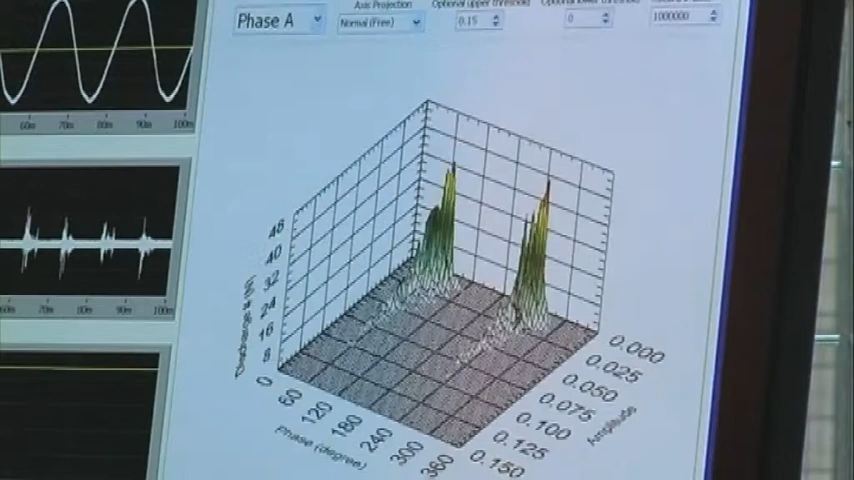 Phase A
Axis Projection
Normal (Free)
Optional upper threshold
0.15
0
1000000
60m 70m 80m 90m 100m
60m 70m 80m 90m 100m
48
40
32
24
16
8
0
60
120
180
240
300
360
Phase (degree)
0.000
0.025
0.050
0.075
0.100
0.125
0.150
Amplitude